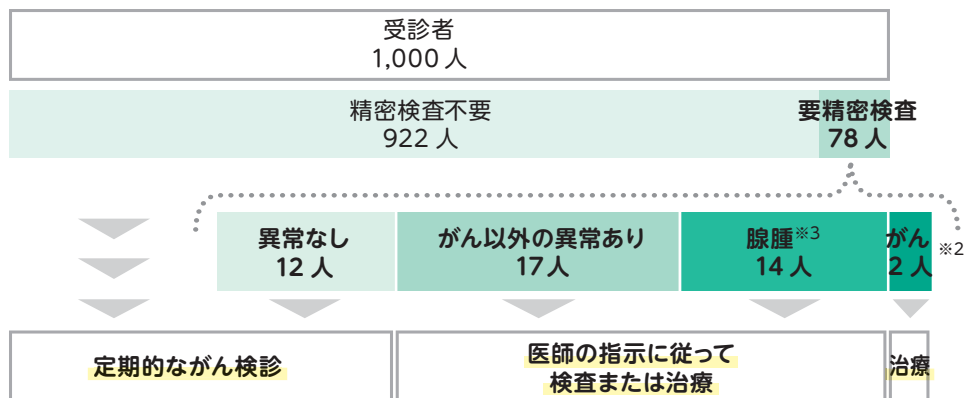 受診者
1,000 人
精密検査不要
922 人
要精密検査
78 人
異常なし
12 人
がん以外の異常あり
17人
腺腫※3
14 人
がん
2 人
※2
定期的ながん検診
医師の指示に従って
検査または治療
治療